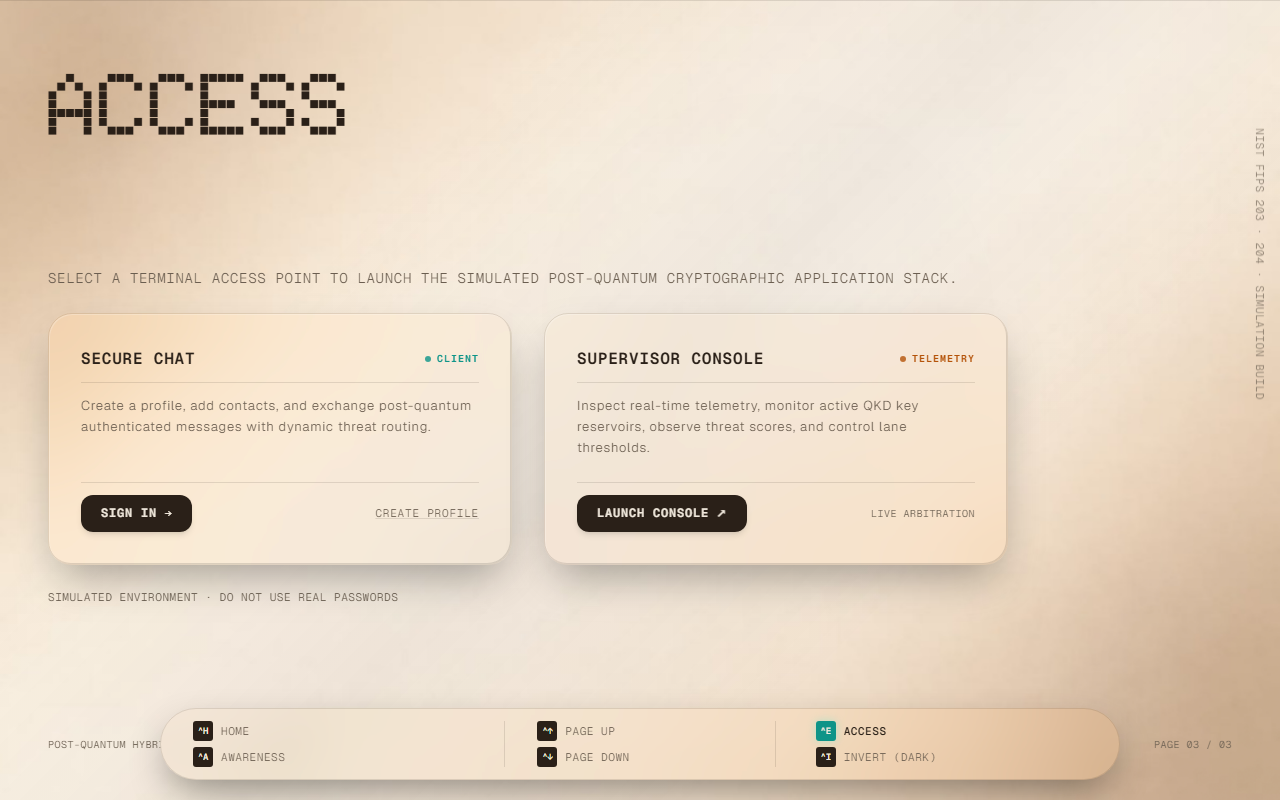 ACCESS
SELECT A TERMINAL ACCESS POINT TO LAUNCH THE SIMULATED POST-QUANTUM CRYPTOGRAPHIC APPLICATION STACK.
SECURE CHAT
CLIENT
Create a profile, add contacts, and exchange post-quantum
authenticated messages with dynamic threat routing.
SIGN IN →
CREATE PROFILE
SUPERVISOR CONSOLE
TELEMETRY
Inspect real-time telemetry, monitor active QKD key
reservoirs, observe threat scores, and control lane
thresholds.
LAUNCH CONSOLE ↗
LIVE ARBITRATION
SIMULATED ENVIRONMENT · DO NOT USE REAL PASSWORDS
NIST FIPS 203 · 204 · SIMULATION BUILD
POST-QUANTUM
^H HOME
^A AWARENESS
^↑ PAGE UP
^↓ PAGE DOWN
^E ACCESS
^I INVERT (DARK)
PAGE 03 / 03